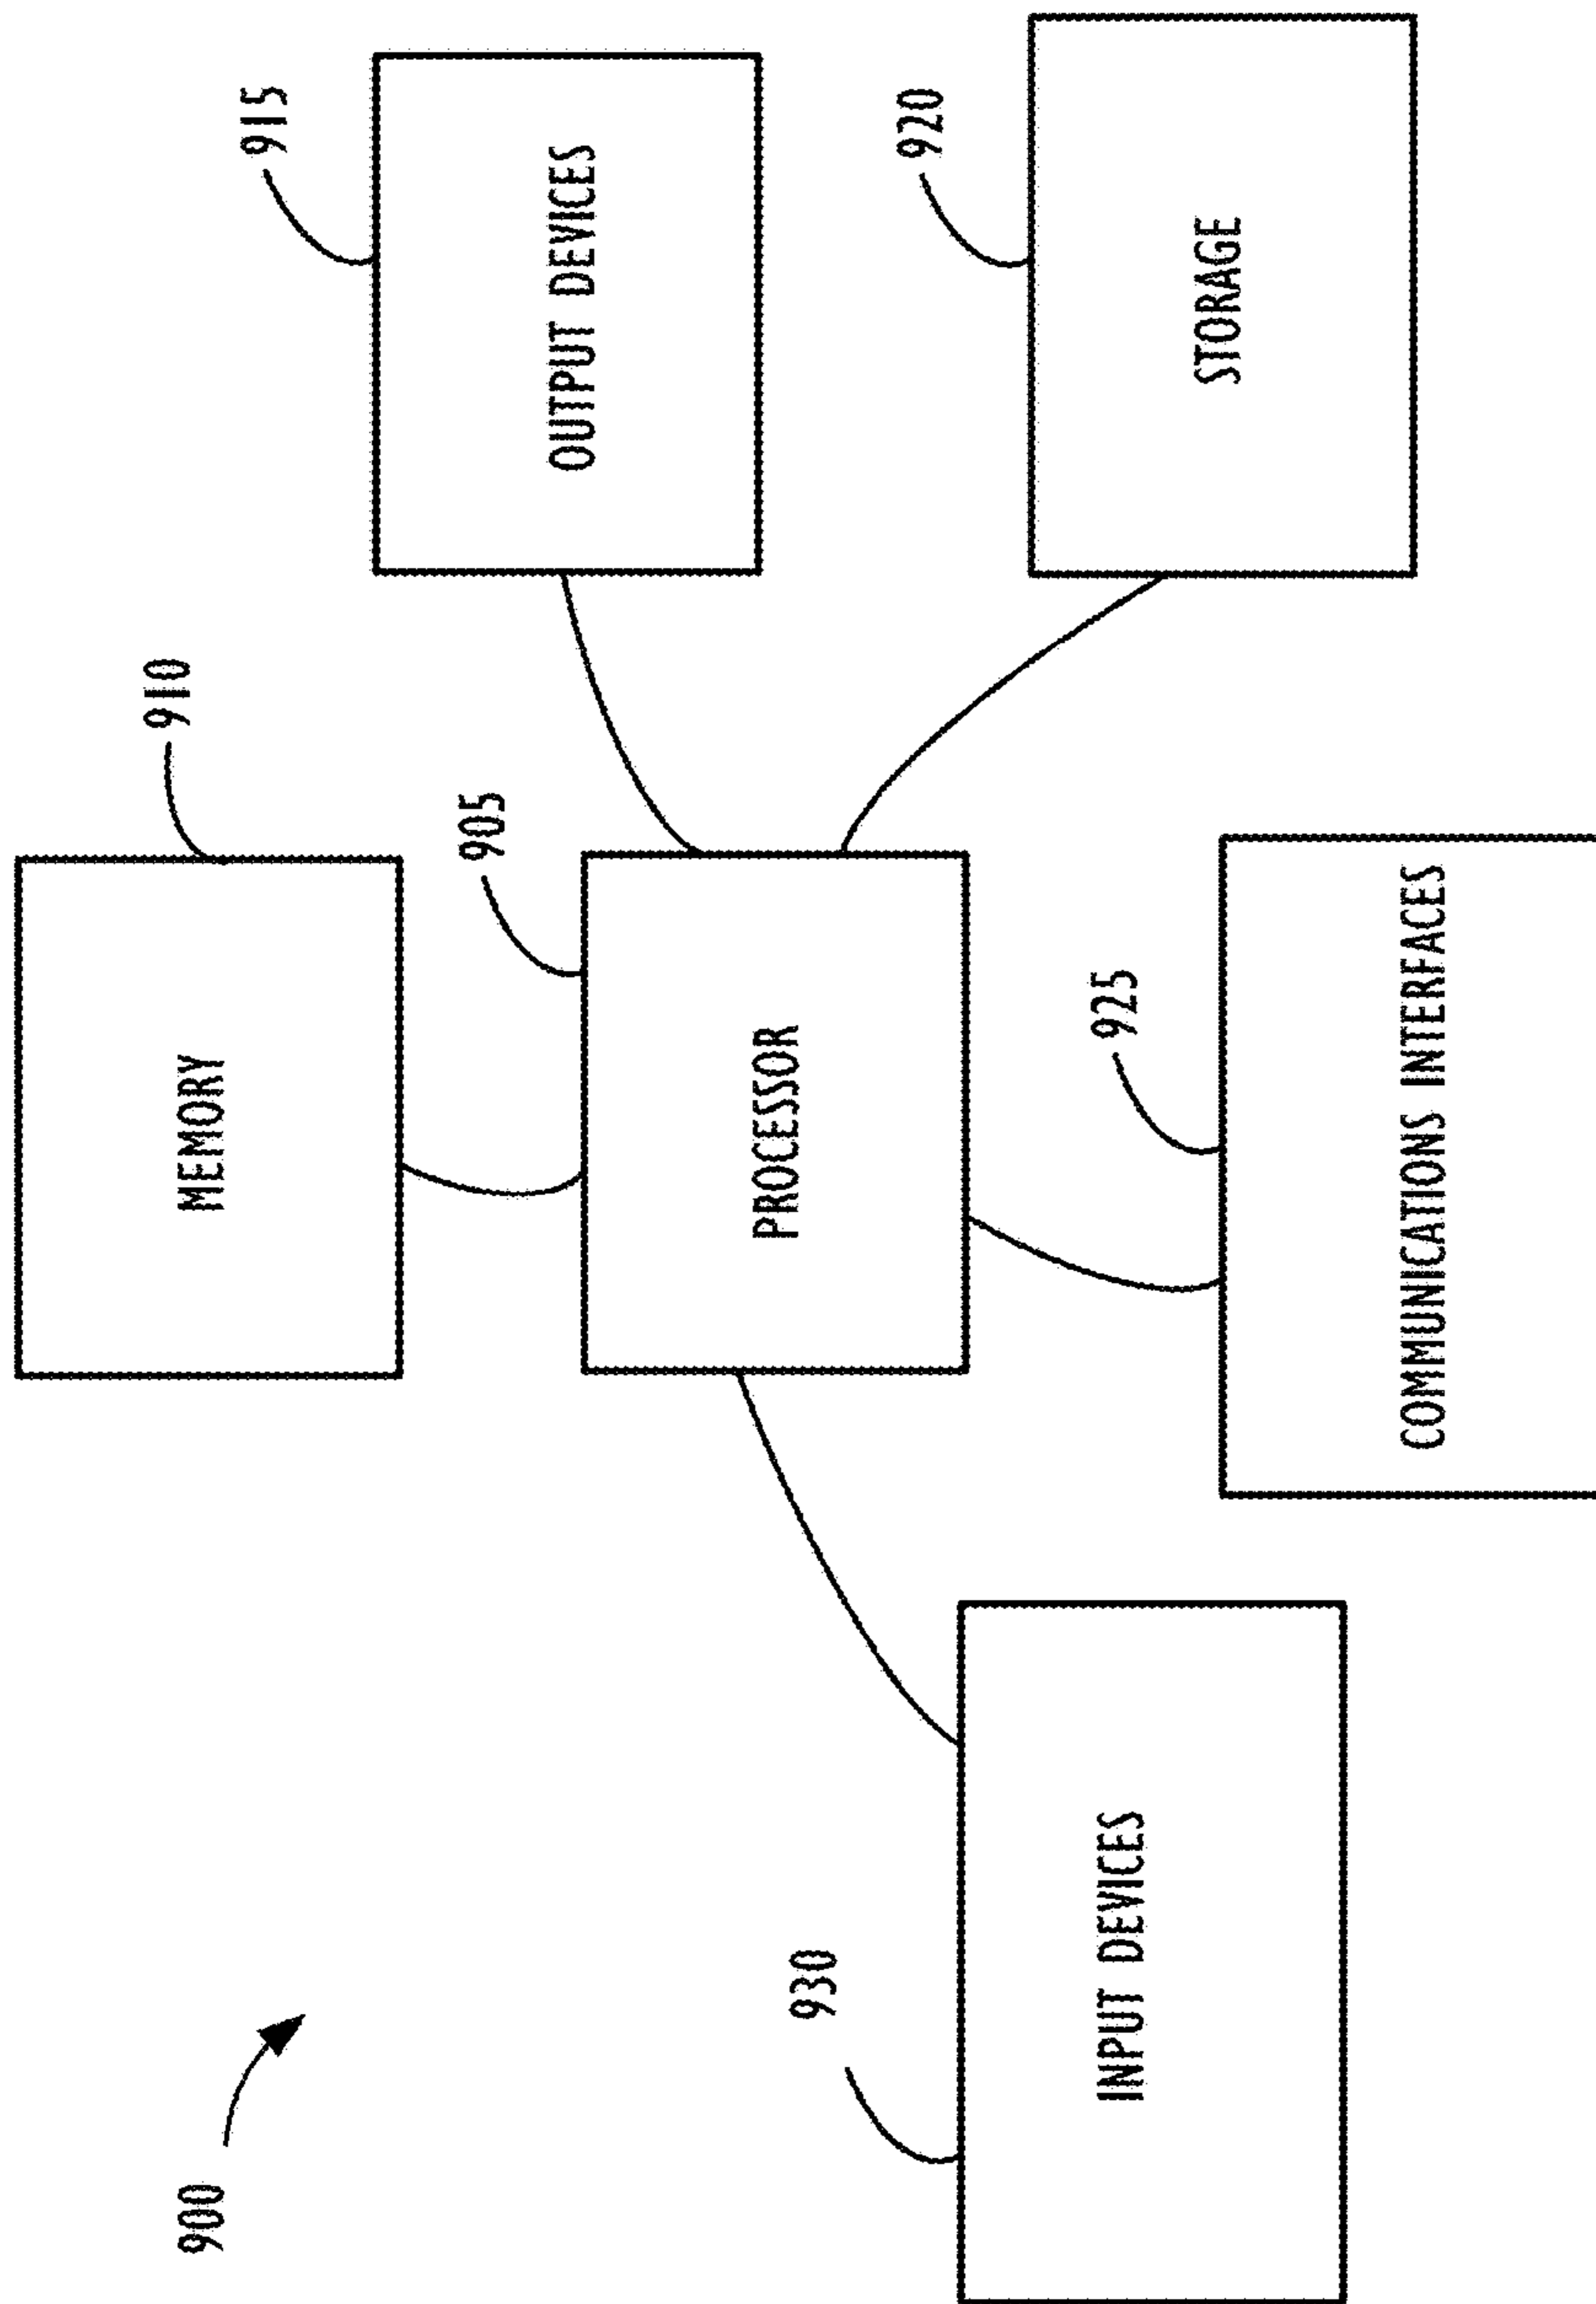 900
910
MEMORY
915
OUTPUT DEVICES
905
PROCESSOR
920
STORAGE
930
INPUT DEVICES
925
COMMUNICATIONS INTERFACES